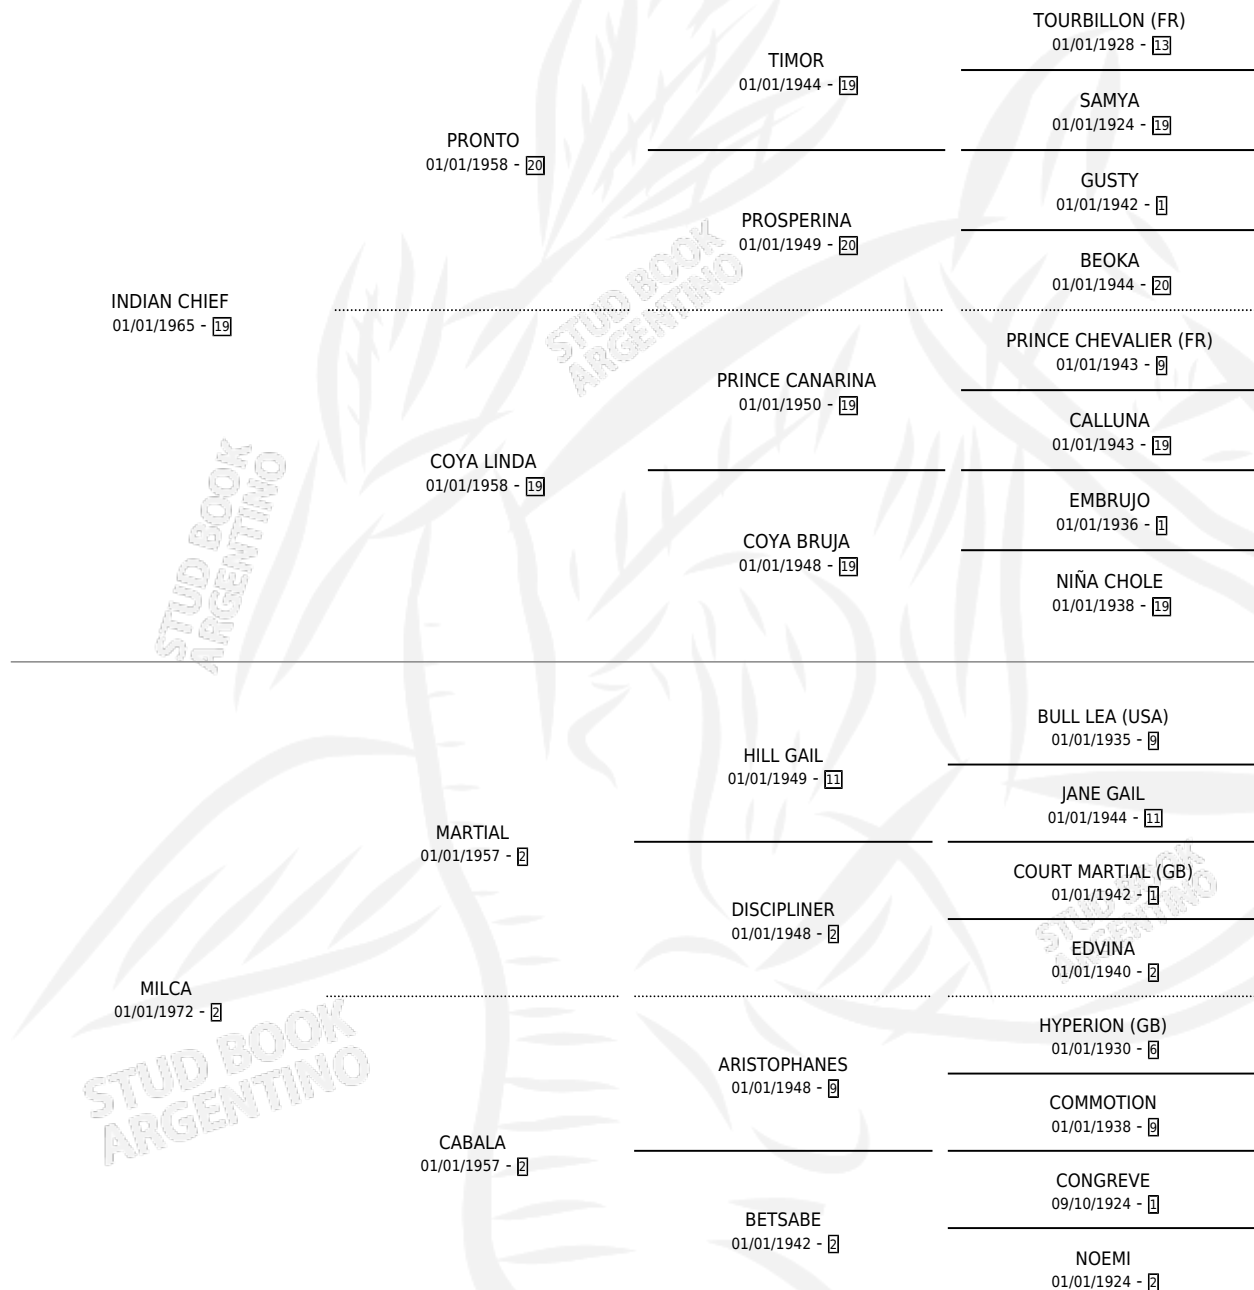 TOURBILLON (FR)
01/01/1928 - 13
TIMOR
01/01/1944 - 19
SAMYA
01/01/1924 - 19
PRONTO
01/01/1958 - 20
GUSTY
01/01/1942 - 1
PROSPERINA
01/01/1949 - 20
BEOKA
01/01/1944 - 20
INDIAN CHIEF
01/01/1965 - 19
PRINCE CHEVALIER (FR)
01/01/1943 - 9
PRINCE CANARINA
01/01/1950 - 19
CALLUNA
01/01/1943 - 19
COYA LINDA
01/01/1958 - 19
EMBRUJO
01/01/1936 - 1
COYA BRUJA
01/01/1948 - 19
NIÑA CHOLE
01/01/1938 - 19
BULL LEA (USA)
01/01/1935 - 9
HILL GAIL
01/01/1949 - 11
JANE GAIL
01/01/1944 - 11
MARTIAL
01/01/1957 - 2
COURT MARTIAL (GB)
01/01/1942 - 1
DISCIPLINER
01/01/1948 - 2
EDVINA
01/01/1940 - 2
MILCA
01/01/1972 - 2
HYPERION (GB)
01/01/1930 - 6
ARISTOPHANES
01/01/1948 - 9
COMMOTION
01/01/1938 - 9
CABALA
01/01/1957 - 2
CONGREVE
09/10/1924 - 1
BETSABE
01/01/1942 - 2
NOEMI
01/01/1924 - 2
STUD BOOK
ARGENTINO
STUD BOOK
ARGENTINO
STUD BOOK
ARGENTINO
STUD BOOK
ARGENTINO